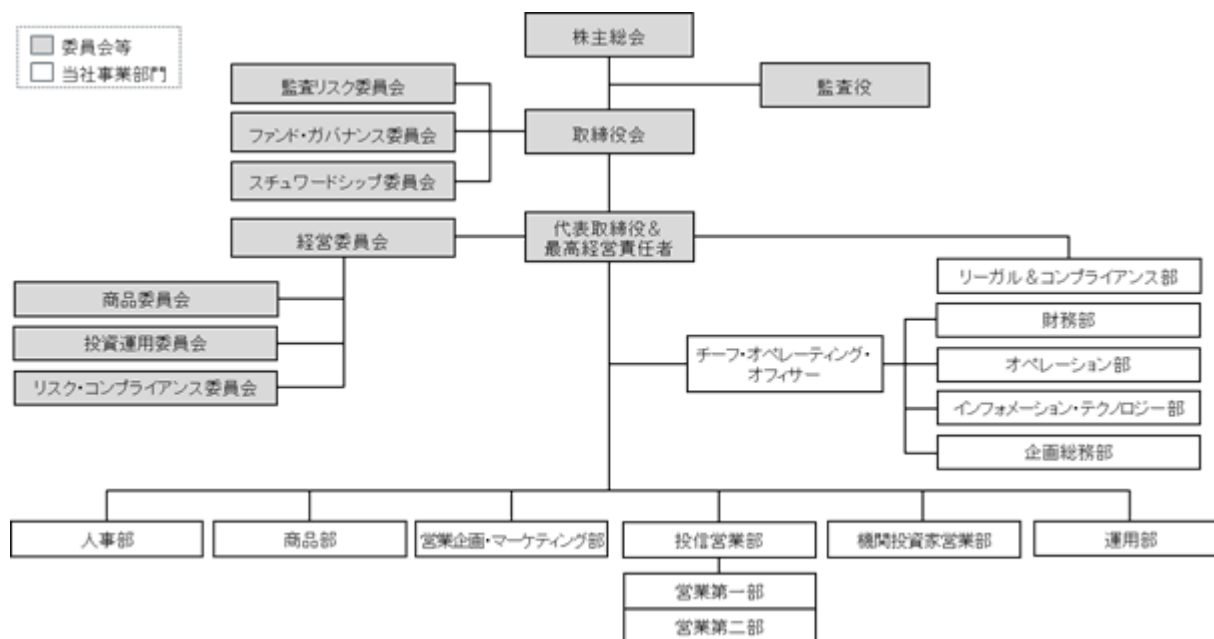 委員会等
当社事業部門
株主総会
監査役
監査リスク委員会
ファンド・ガバナンス委員会
スチュワードシップ委員会
取締役会
経営委員会
代表取締役&
最高経営責任者
商品委員会
投資運用委員会
リスク・コンプライアンス委員会
リーガル&コンプライアンス部
チーフ・オペレーティング・
オフィサー
財務部
オペレーション部
インフォメーション・テクノロジー部
企画総務部
人事部
商品部
営業企画・マーケティング部
投信営業部
機関投資家営業部
運用部
営業第一部
営業第二部